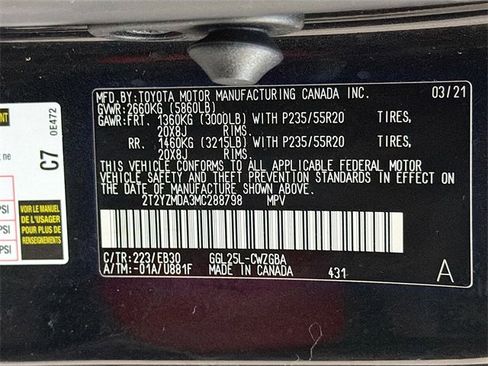 MFD. BY: TOYOTA MOTOR MANUFACTURING CANADA INC. 03/21
GVWR: 2660KG (5860LB)
GAWR: FRT. 1360KG (3000LB) WITH P235/55R20 TIRES,
20X8J RIMS.
RR. 1460KG (3215LB) WITH P235/55R20 TIRES,
20X8J RIMS.
THIS VEHICLE CONFORMS TO ALL APPLICABLE FEDERAL MOTOR
VEHICLE SAFETY AND THEFT PREVENTION STANDARDS IN EFFECT
ON THE DATE OF MANUFACTURE SHOWN ABOVE.
2T2YZMDA3MC288798 MPV
C/TR: 223/EB30 GGL25L-CWZGBA
A/TM: -01A/U881F MADE IN CANADA 431 A
C7
0E472
ne
VOIR LE MANUEL
DE L'USAGER
POUR PLUS DE
RENSEIGNEMENTS
PSI
PSI